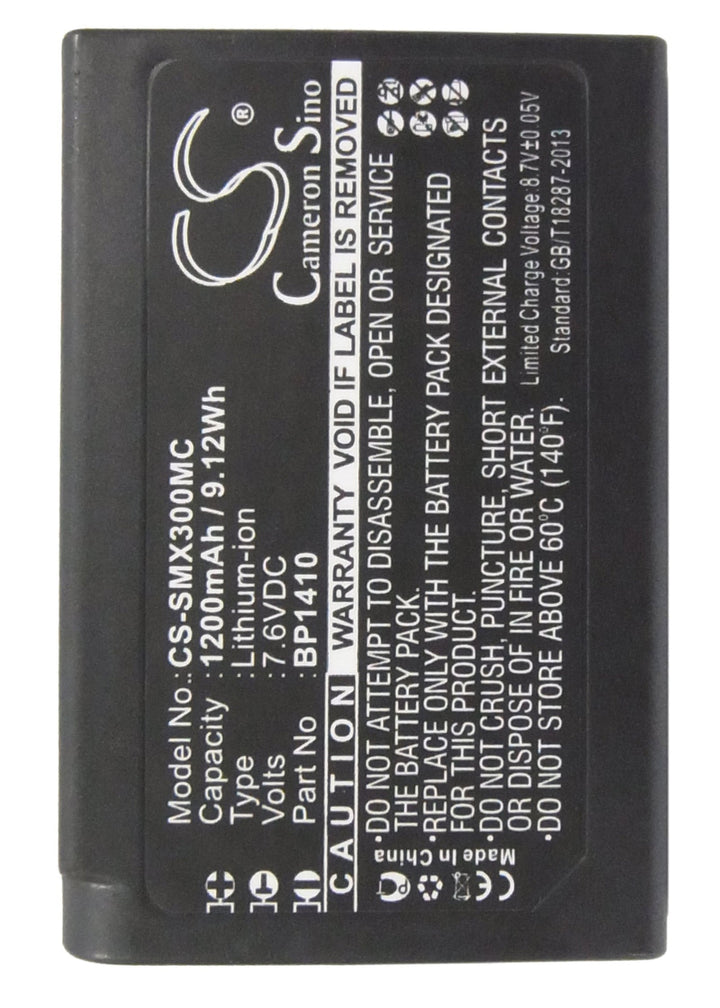 CS®
Cameron Sino
Model No.: CS-SMX300MC
Capacity : 1200mAh / 9.12Wh
Type : Lithium-ion
Volts : 7.6VDC
Part No : BP1410
CAUTION WARRANTY VOID IF LABEL IS REMOVED
•DO NOT ATTEMPT TO DISASSEMBLE, OPEN OR SERVICE
THE BATTERY PACK.
•REPLACE ONLY WITH THE BATTERY PACK DESIGNATED
FOR THIS PRODUCT.
•DO NOT CRUSH, PUNCTURE, SHORT EXTERNAL CONTACTS
OR DISPOSE OF IN FIRE OR WATER.
•DO NOT STORE ABOVE 60°C (140°F).
Limited Charge Voltage:8.7V±0.05V
Standard:GB/T18287-2013
Made In China
CE